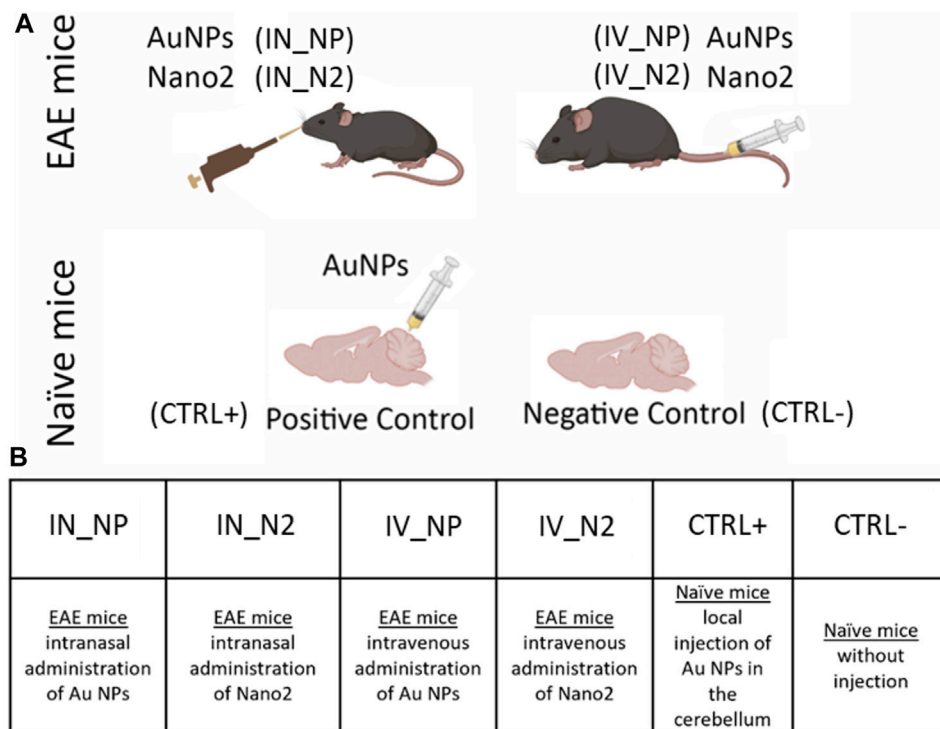 A
EAE mice
AuNPs (IN_NP)
Nano2 (IN_N2)
(IV_NP) AuNPs
(IV_N2) Nano2
Naïve mice
AuNPs
(CTRL+) Positive Control
Negative Control (CTRL-)
B
IN_NP
IN_N2
IV_NP
IV_N2
CTRL+
CTRL-
EAE mice
intranasal
administration
of Au NPs
EAE mice
intranasal
administration
of Nano2
EAE mice
intravenous
administration
of Au NPs
EAE mice
intravenous
administration
of Nano2
Naïve mice
local
injection of
Au NPs in
the
cerebellum
Naïve mice
without
injection